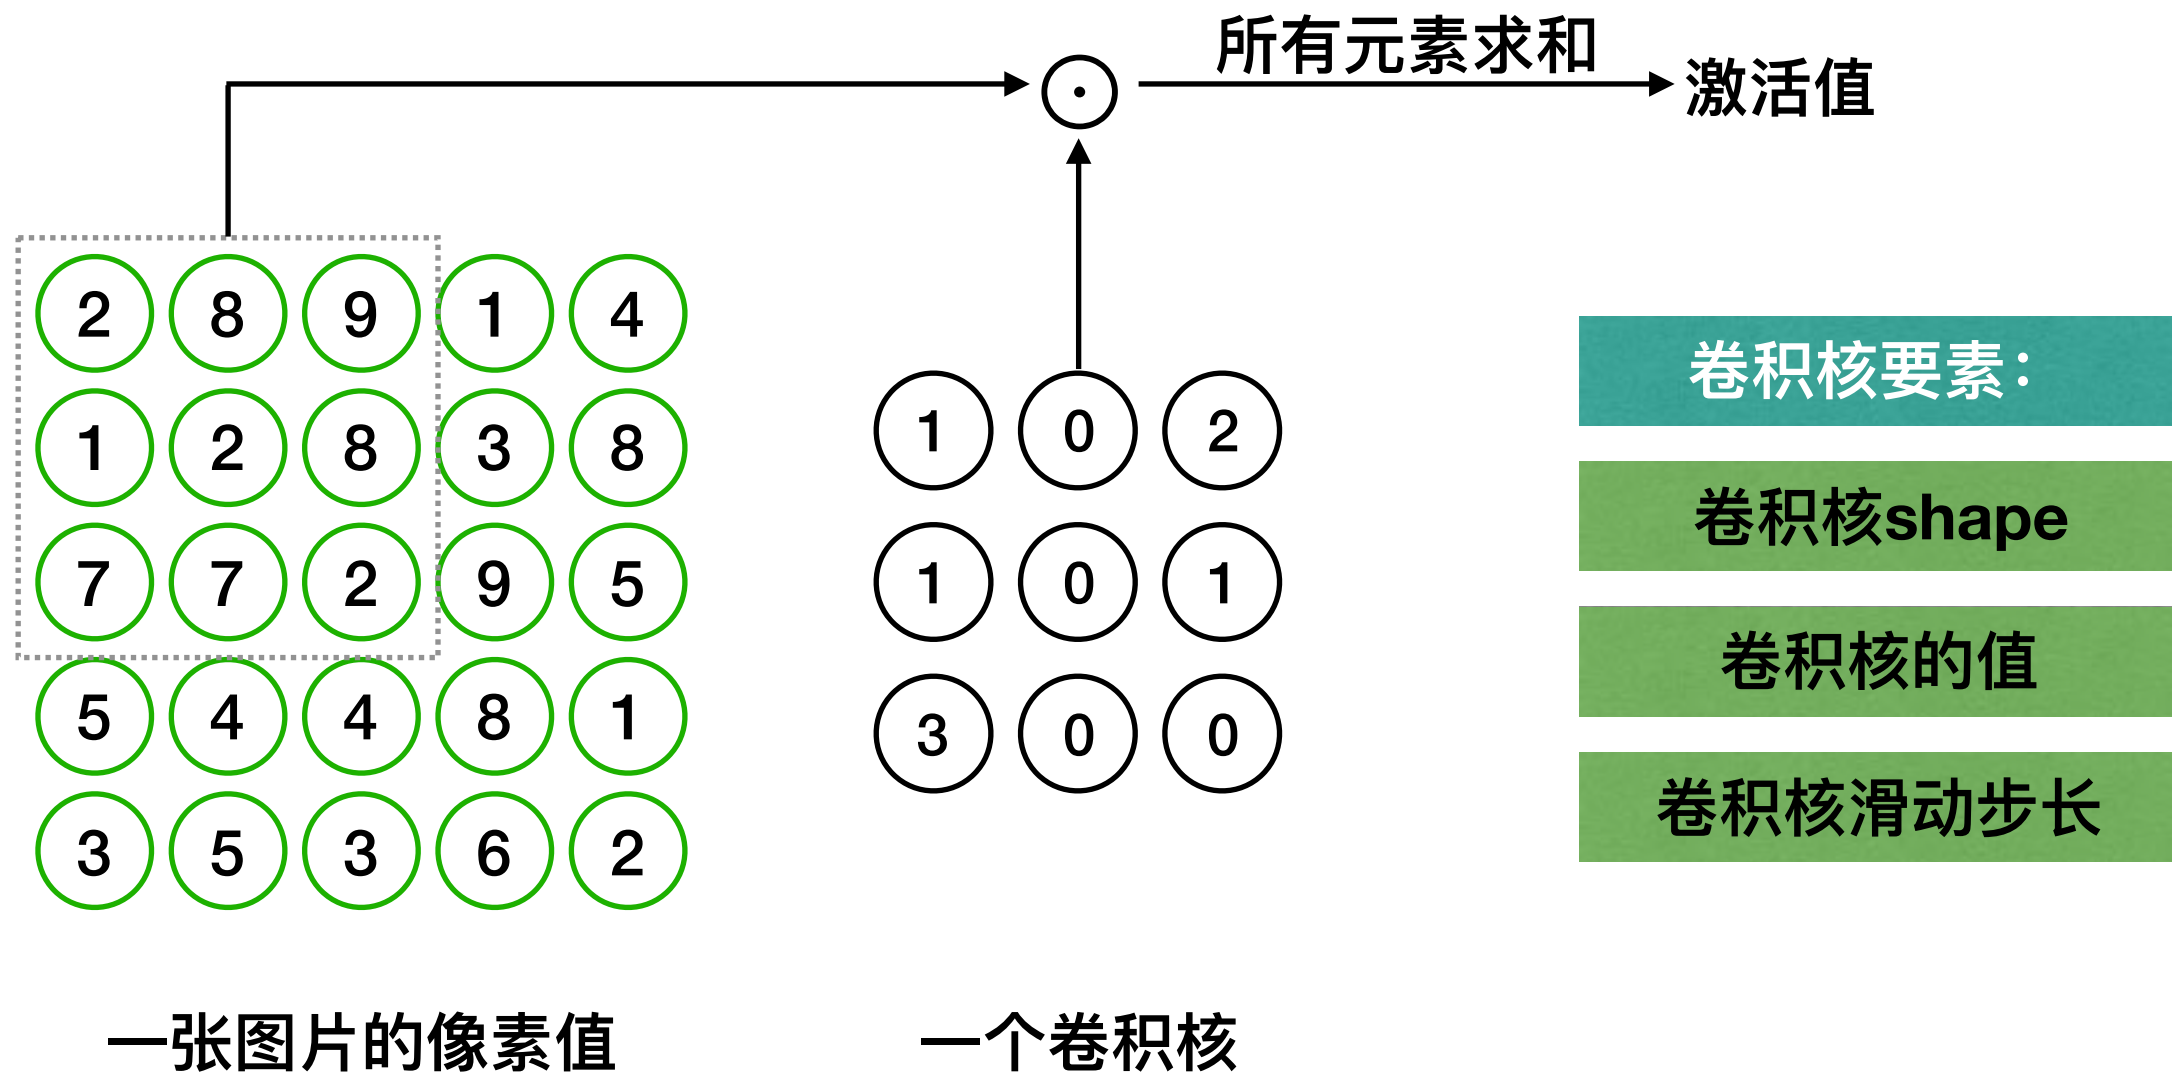 所有元素求和
激活值
2 8 9 1 4
1 2 8 3 8
7 7 2 9 5
5 4 4 8 1
3 5 3 6 2
1 0 2
1 0 1
3 0 0
卷积核要素：
卷积核shape
卷积核的值
卷积核滑动步长
一张图片的像素值
一个卷积核